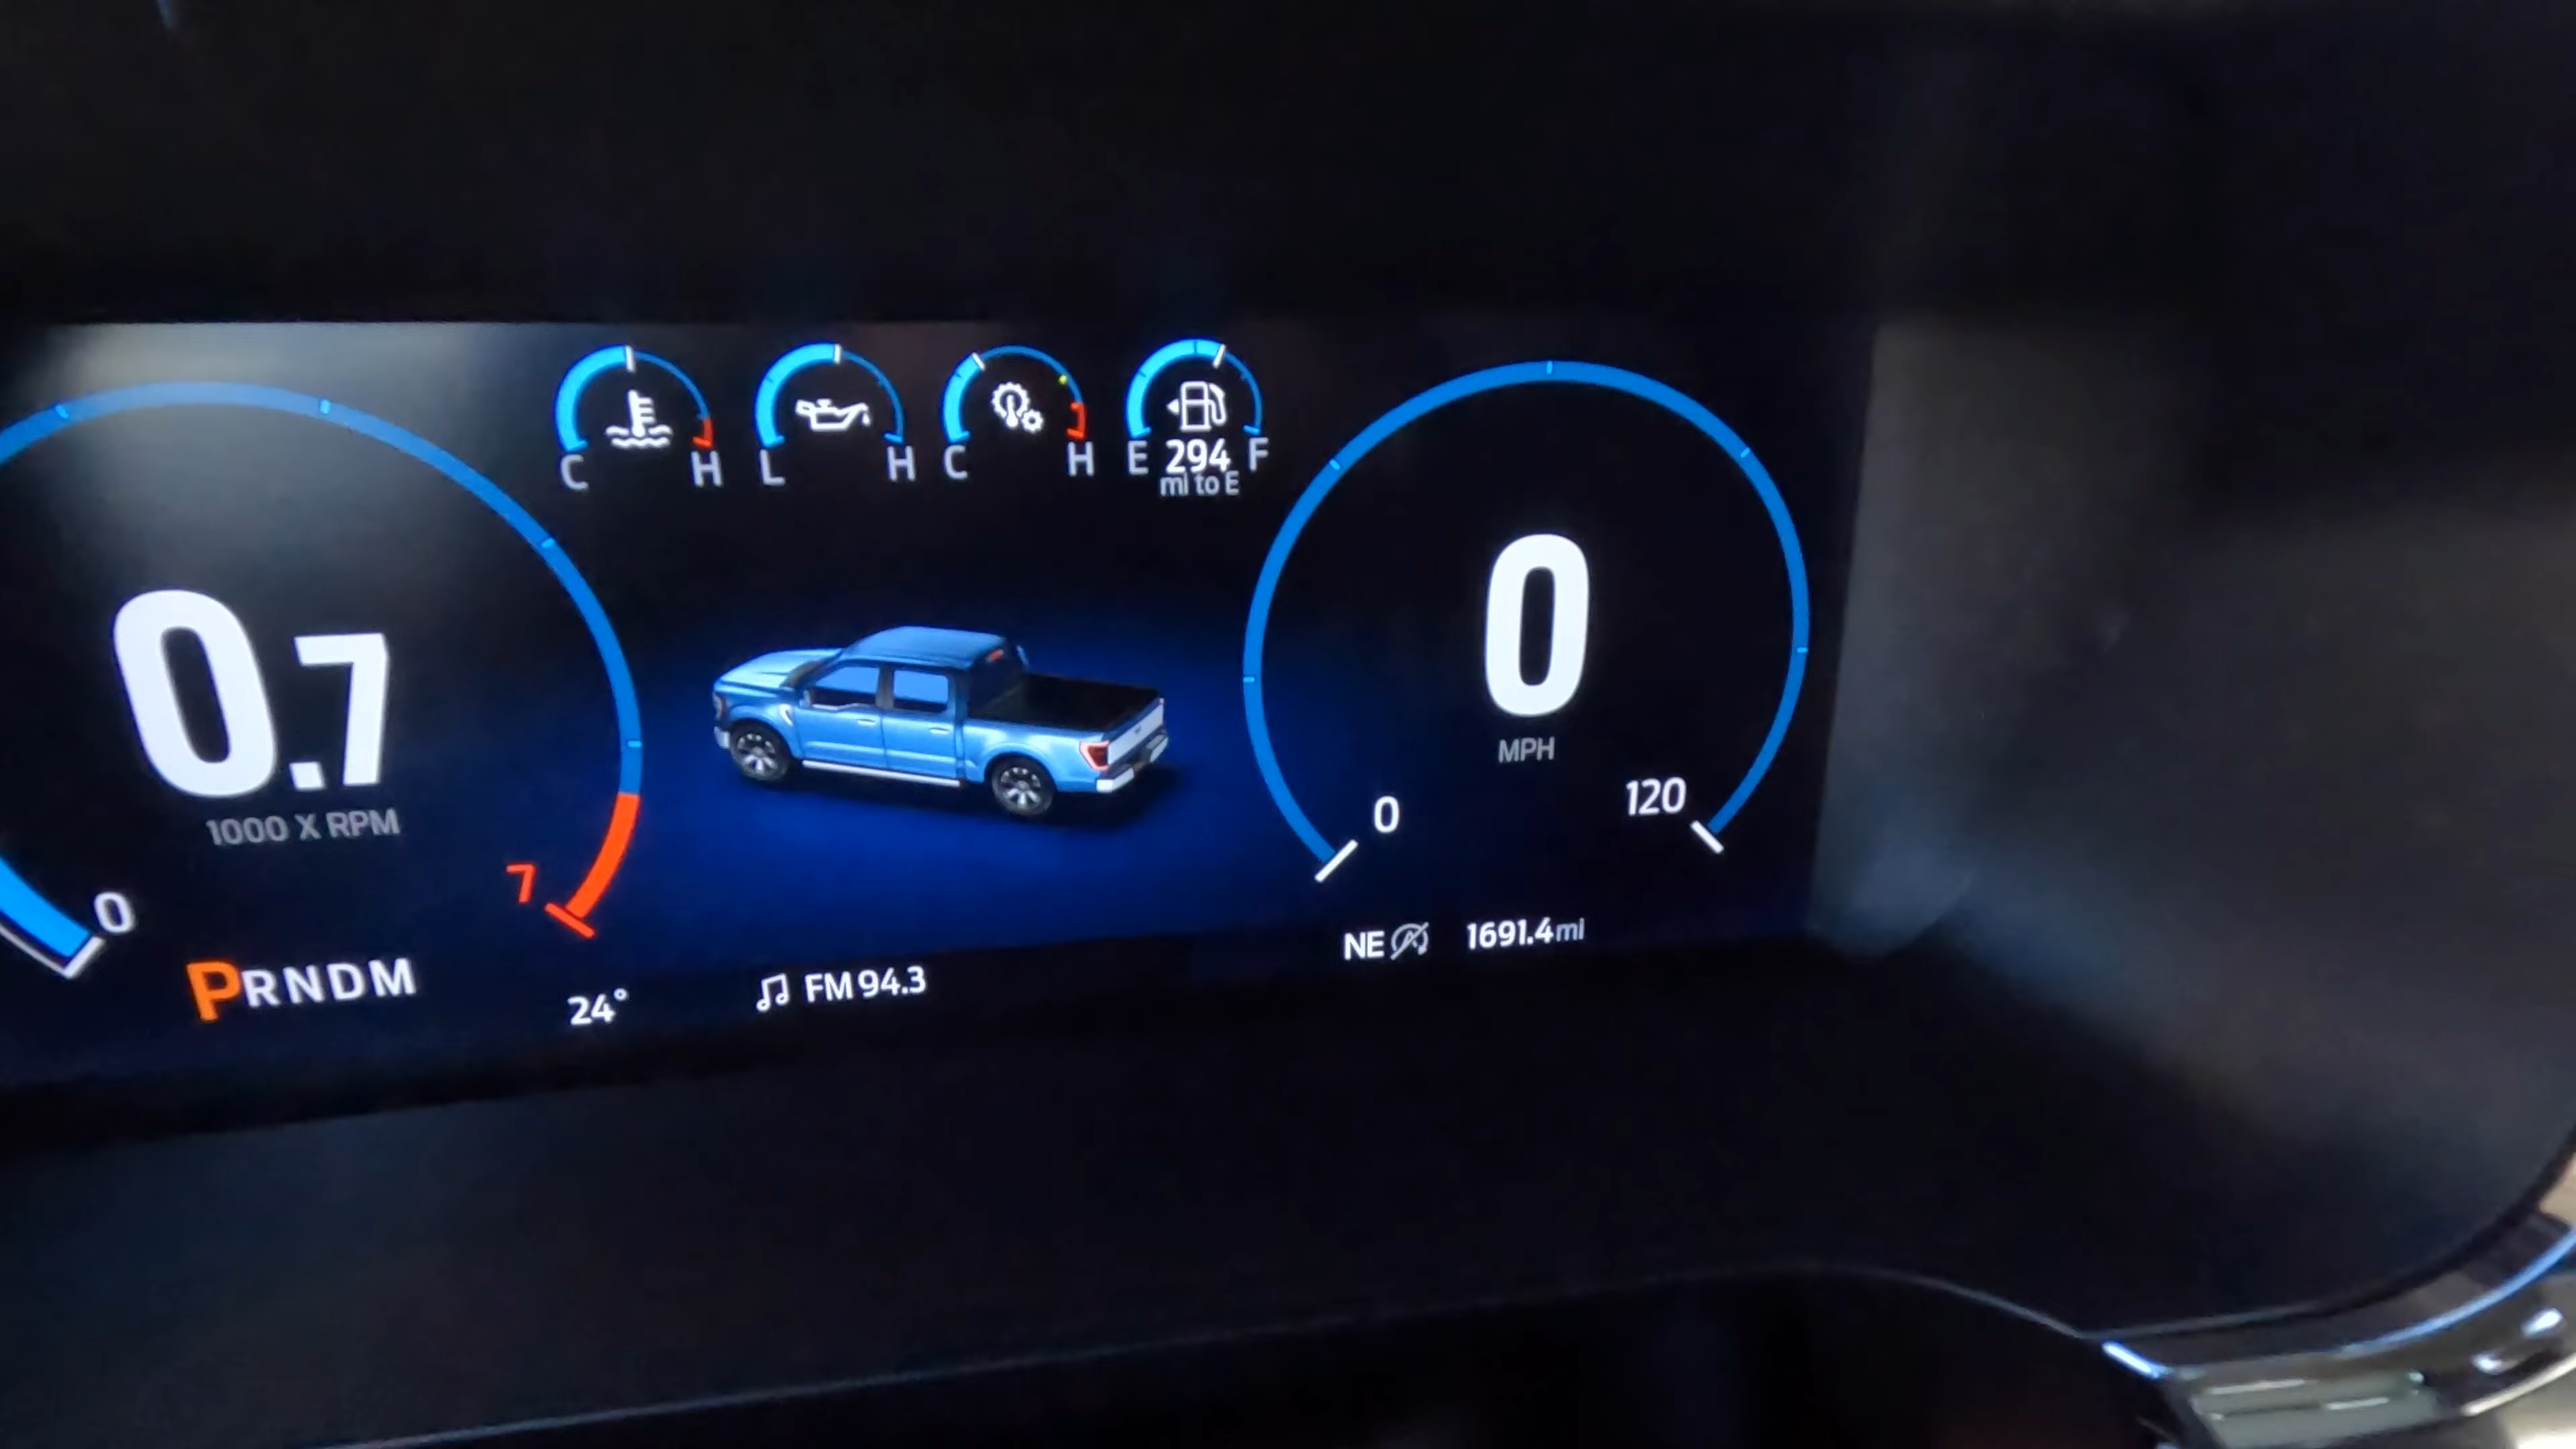 C H
L H
C H
E 294 F
mi to E
0.7
1000 X RPM
0
7
0
MPH
0
120
PRNDM
24°
FM 94.3
NE
1691.4mi